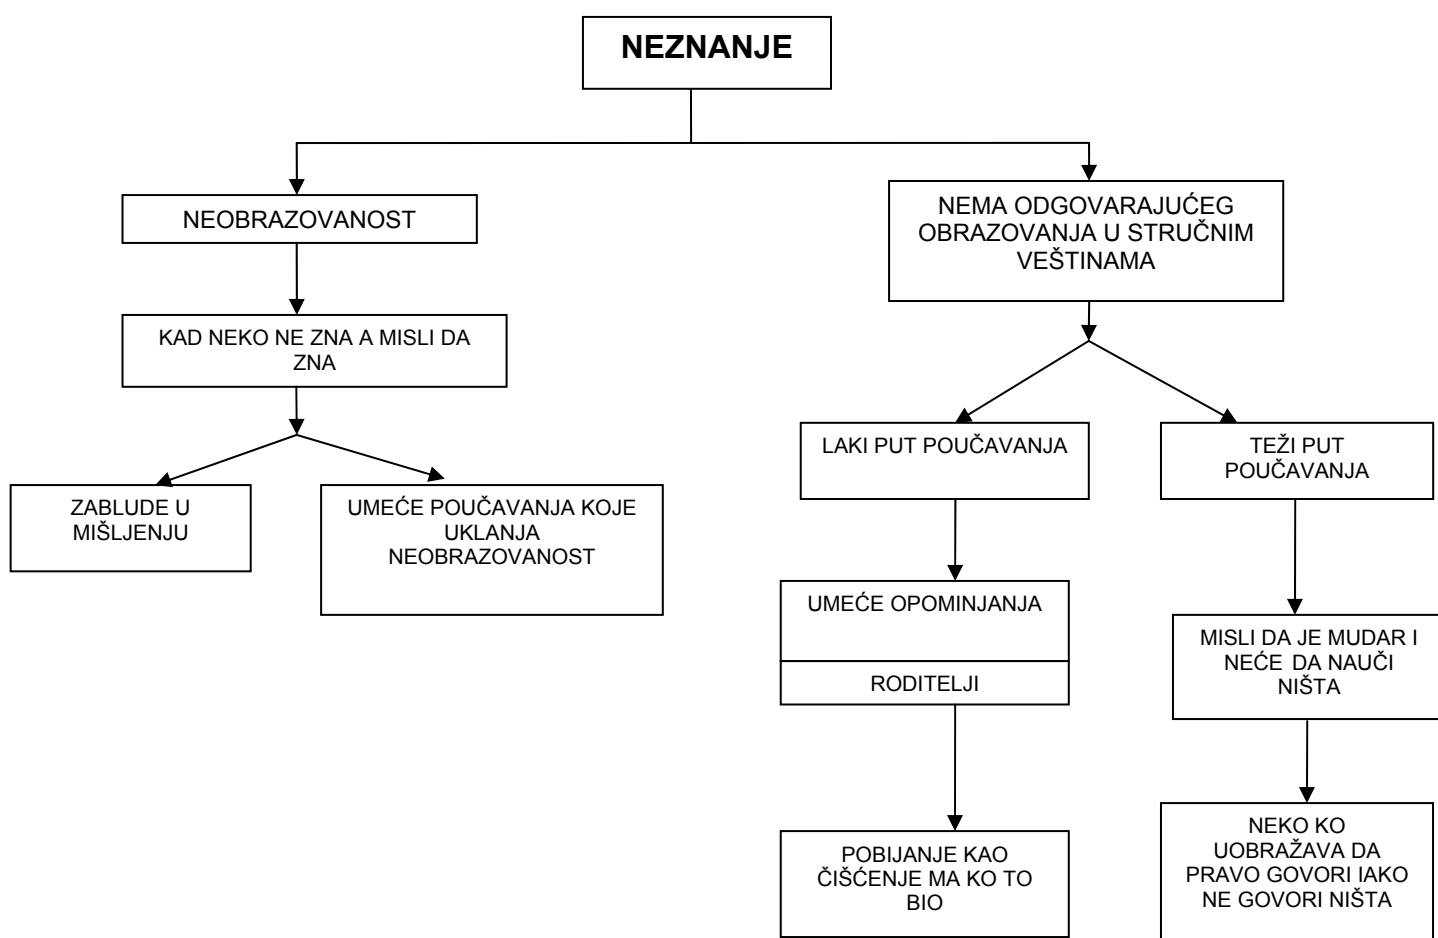 NEZNANJE
NEOBRAZOVANOST
NEMA ODGOVARAJUĆEG
OBRAZOVANJA U STRUČNIM
VEŠTINAMA
KAD NEKO NE ZNA A MISLI DA
ZNA
LAKI PUT POUČAVANJA
TEŽI PUT
POUČAVANJA
ZABLUDE U
MIŠLJENJU
UMEĆE POUČAVANJA KOJE
UKLANJA
NEOBRAZOVANOST
UMEĆE OPOMINJANJA
RODITELJI
MISLI DA JE MUDAR I
NEĆE DA NAUČI
NIŠTA
POBIJANJE KAO
ČIŠĆENJE MA KO TO
BIO
NEKO KO
UOBRAŽAVA DA
PRAVO GOVORI IAKO
NE GOVORI NIŠTA